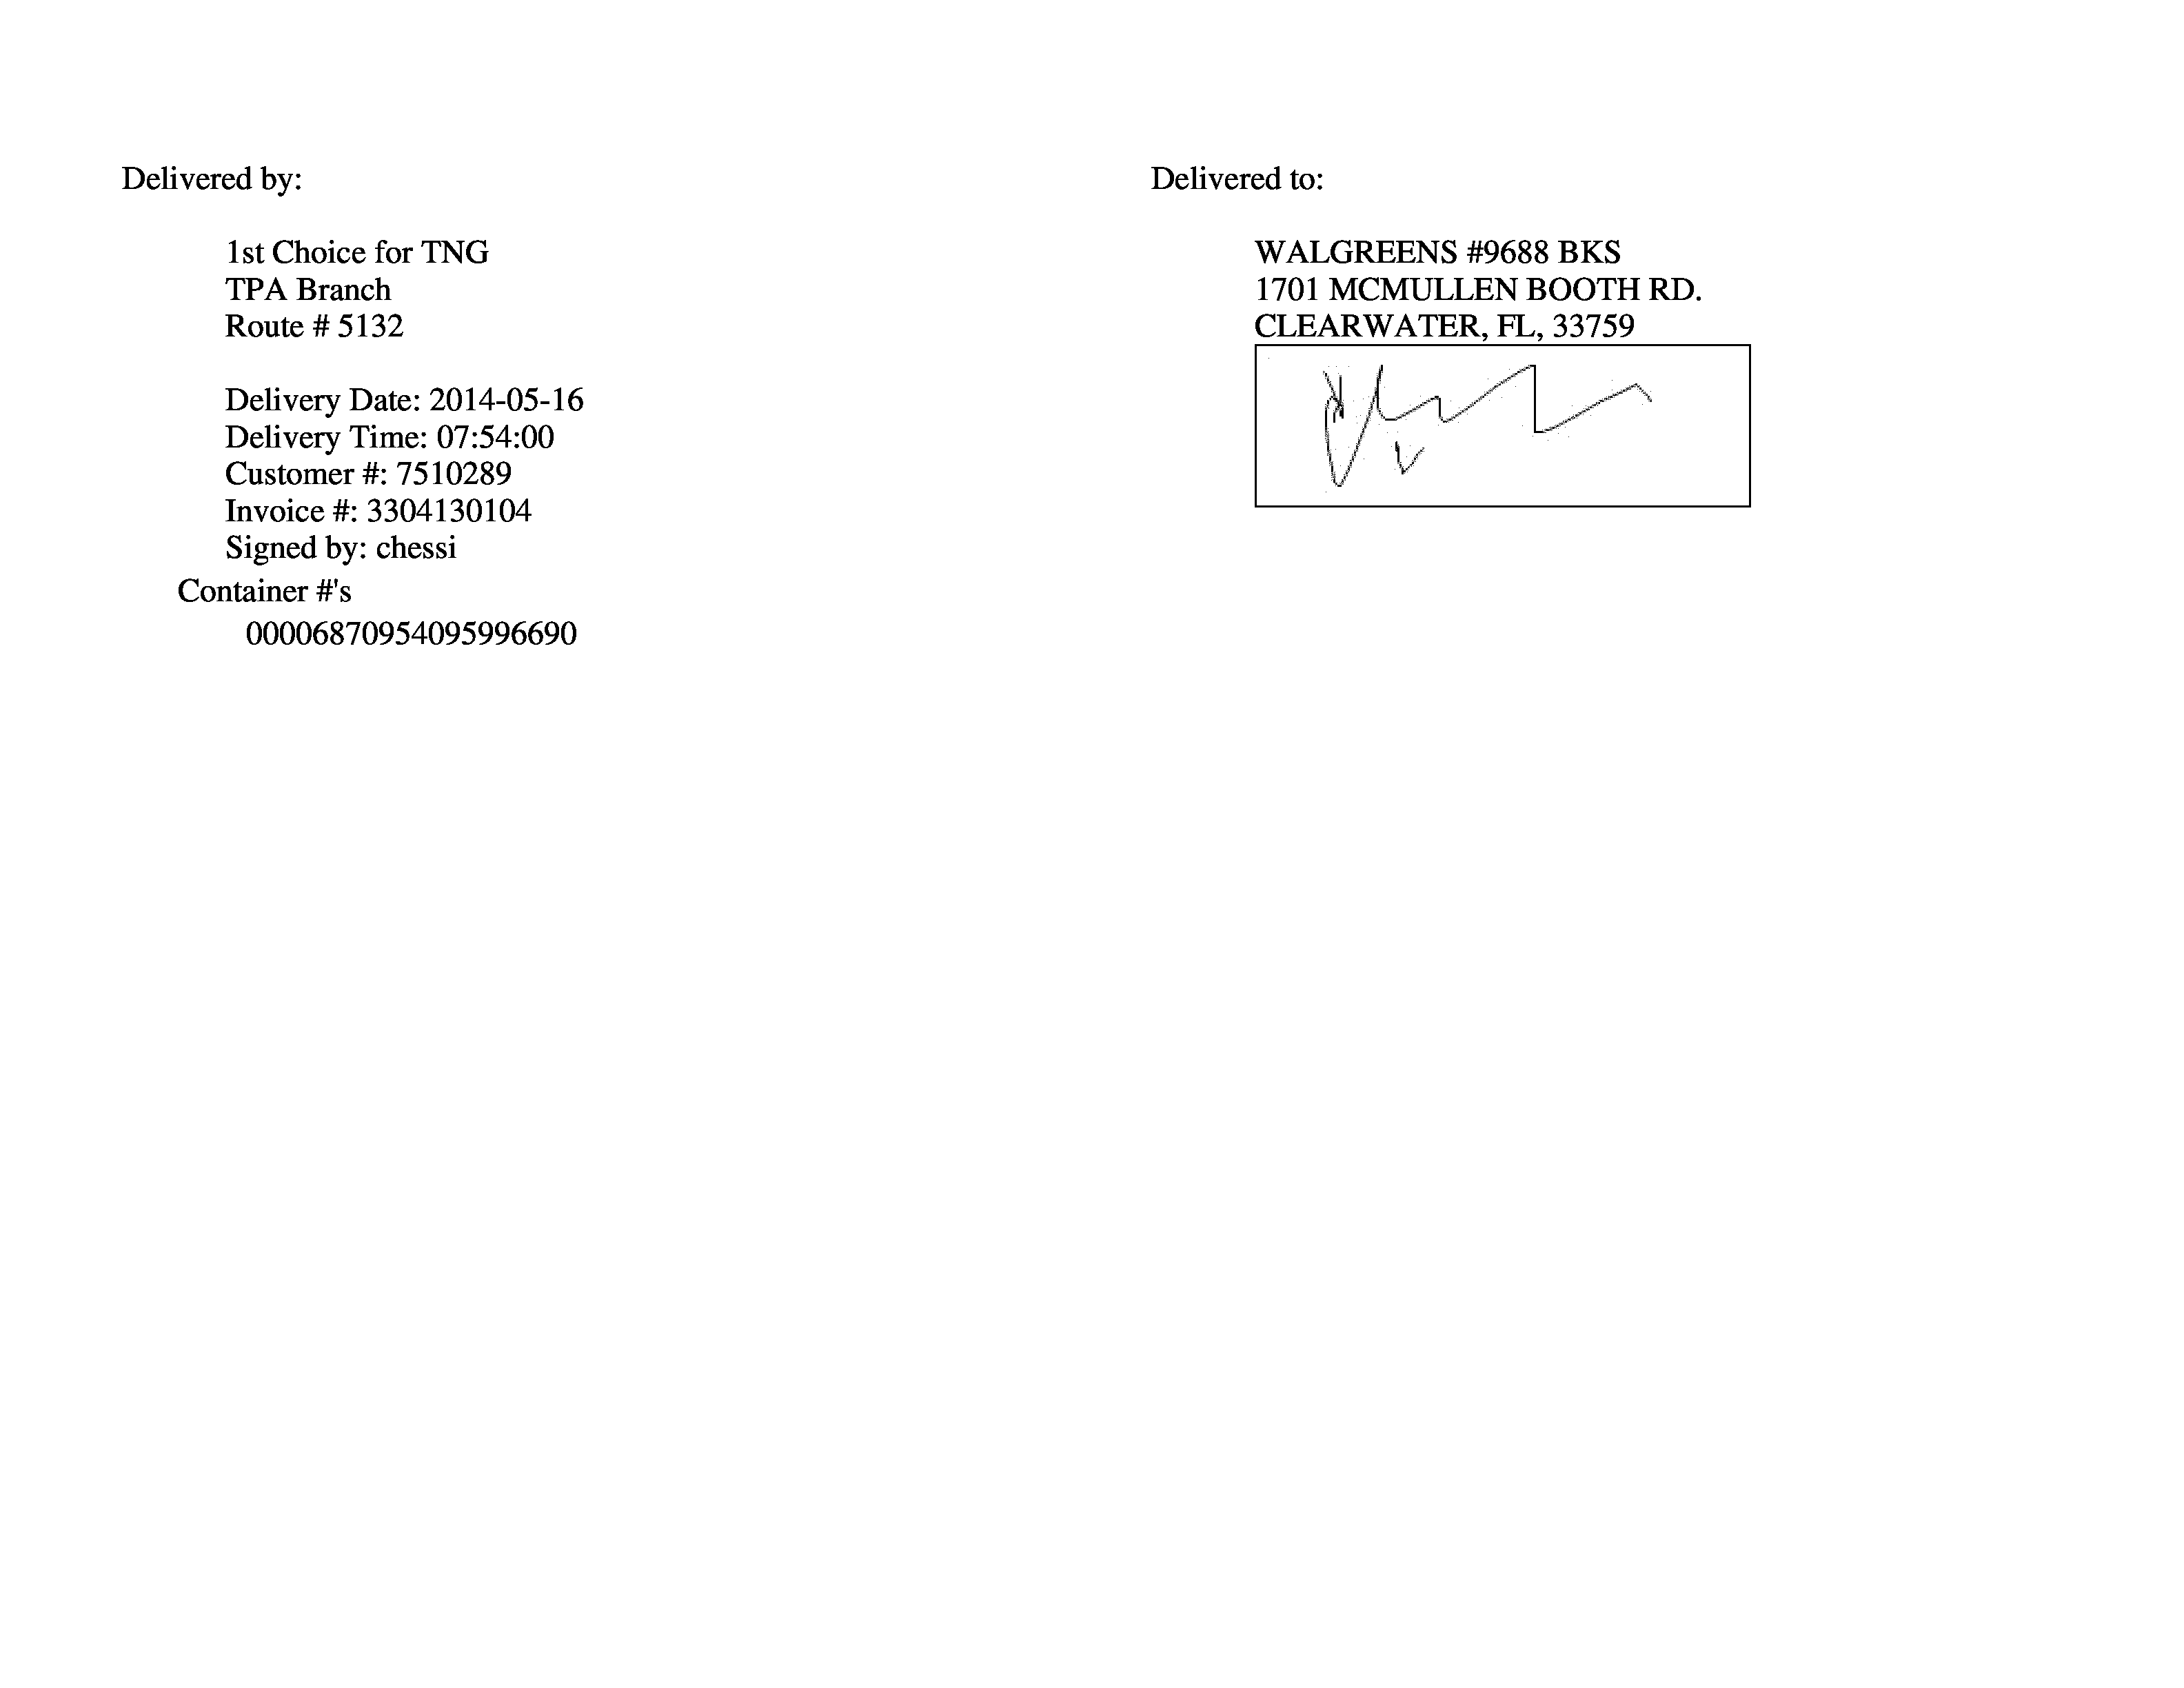 Delivered by:
1st Choice for TNG
TPA Branch
Route # 5132
Delivery Date: 2014-05-16
Delivery Time: 07:54:00
Customer #: 7510289
Invoice #: 3304130104
Signed by: chessi
Container #'s
00006870954095996690
Delivered to:
WALGREENS #9688 BKS
1701 MCMULLEN BOOTH RD.
CLEARWATER, FL, 33759